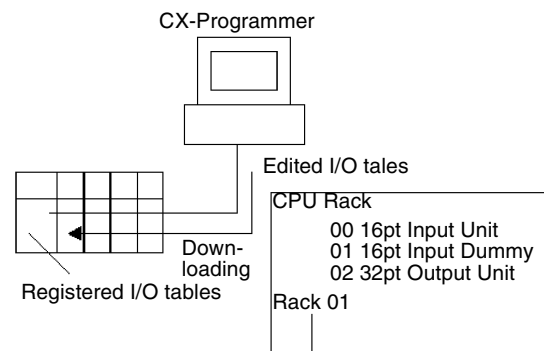 CX-Programmer
Edited I/O tales
CPU Rack
00 16pt Input Unit
01 16pt Input Dummy
02 32pt Output Unit
Rack 01
Down-
loading
Registered I/O tables